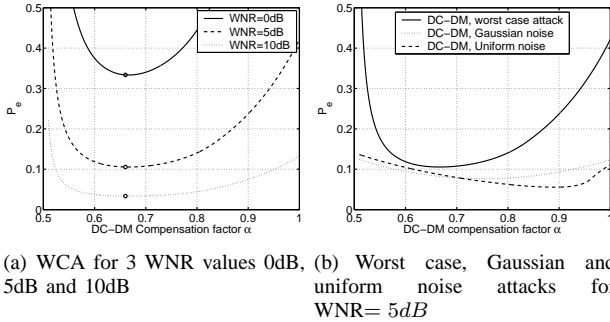 WNR=0dB
WNR=5dB
WNR=10dB
0.5
0.4
0.3
0.2
0.1
0
P e
0.5 0.6 0.7 0.8 0.9 1
DC−DM Compensation factor α
DC−DM, worst case attack
DC−DM, Gaussian noise
DC−DM, Uniform noise
0.5
0.4
0.3
0.2
0.1
0
P e
0.5 0.6 0.7 0.8 0.9 1
DC−DM compensation factor α
(a) WCA for 3 WNR values 0dB,
5dB and 10dB
(b) Worst case, Gaussian and
uniform noise attacks for
WNR= 5dB